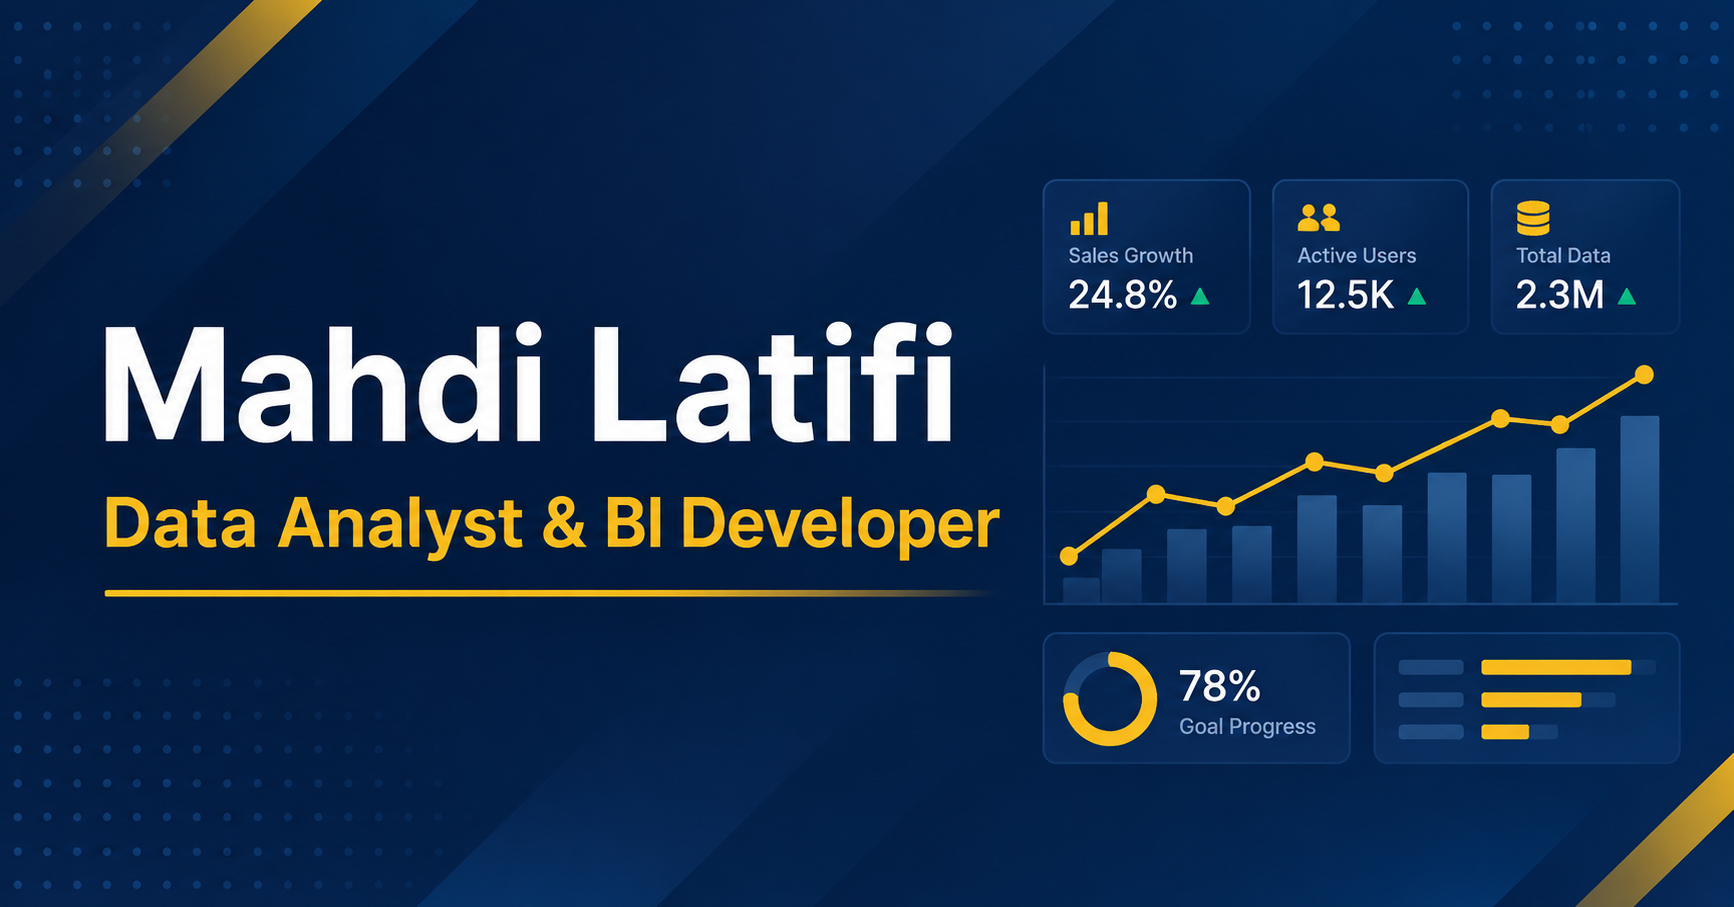 Mahdi Latifi
Data Analyst & BI Developer
Sales Growth
24.8%
Active Users
12.5K
Total Data
2.3M
78%
Goal Progress